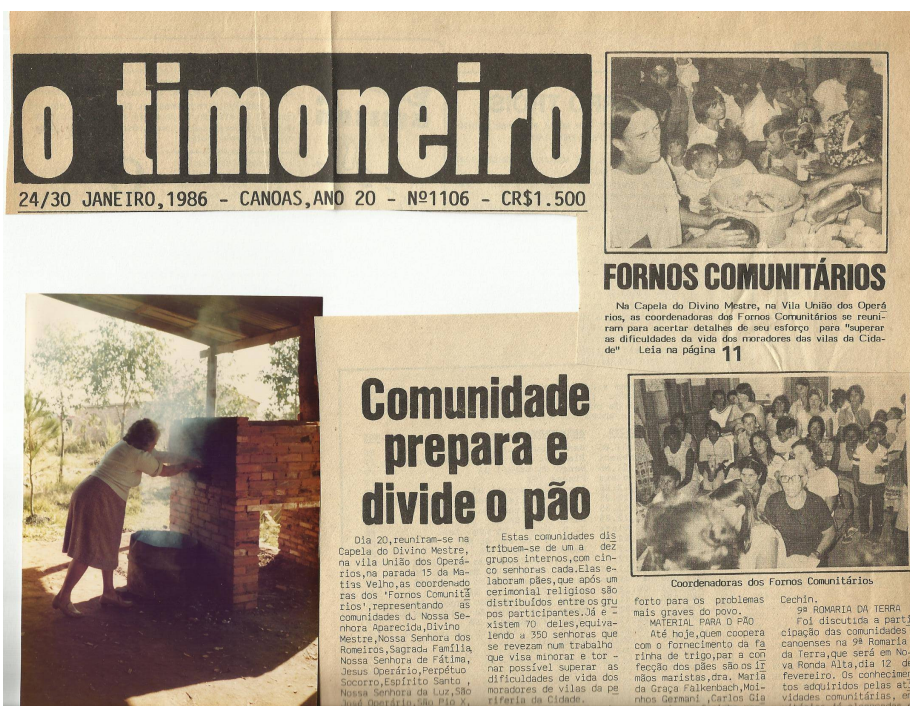 o timoneiro
24/30 JANEIRO,1986 - CANOAS,ANO 20 - Nº1106 - CR$1.500
FORNOS COMUNITÁRIOS
Na Capela do Divino Mestre, na Vila União dos Operá
rios, as coordenadoras dos Fornos Comunitários se reuni-
ram para acertar detalhes de seu esforço para "superar
as dificuldades da vida dos moradores das vilas da Cida-
de" Leia na página 11
Comunidade
prepara e
divide o pão
Dia 20,reuniram-se na
Capela do Divino Mestre,
na vila União dos Operá-
rios,na parada 15 da Ma-
tias Velho,as coordenado
ras dos 'Fornos Comunitá
rios',representando as
comunidades du Nossa Se-
nhora Aparecida,Divino
Mestre,Nossa Senhora dos
Romeiros,Sagrada Família,
Nossa Senhora de Fátima,
Jesus Operário,Perpétuo
Socorro,Espírito Santo ,
Nossa Senhora da Luz,São
José Operário,São Pio X,
Estas comunidades dis
tribuem-se de um a dez
grupos internos,com cin-
co senhoras cada.Elas e-
laboram pães,que após um
cerimonial religioso são
distribuídos entre os gru
pos participantes.Já e -
xistem 70 deles,equiva-
lendo a 350 senhoras que
se revezam num trabalho
que visa minorar e tor -
nar possível superar as
dificuldades de vida dos
moradores de vilas da pe
riferia da Cidade.
Coordenadoras dos Fornos Comunitários
forto para os problemas
mais graves do povo.
MATERIAL PARA O PÃO
Até hoje,quem coopera
com o fornecimento da fa
rinha de trigo,par a con
fecção dos pães são os ir
mãos maristas,dra. Maria
da Graça Falkenbach,Moi-
nhos Germani ,Carlos Gia
Cechin.
9ª ROMARIA DA TERRA
Foi discutida a parti
cipação das comunidades
canoenses na 9ª Romaria
da Terra,que será em No-
va Ronda Alta,dia 12 de
fevereiro. Os conhecimen
tos adquiridos pelas ati
vidades comunitárias, em